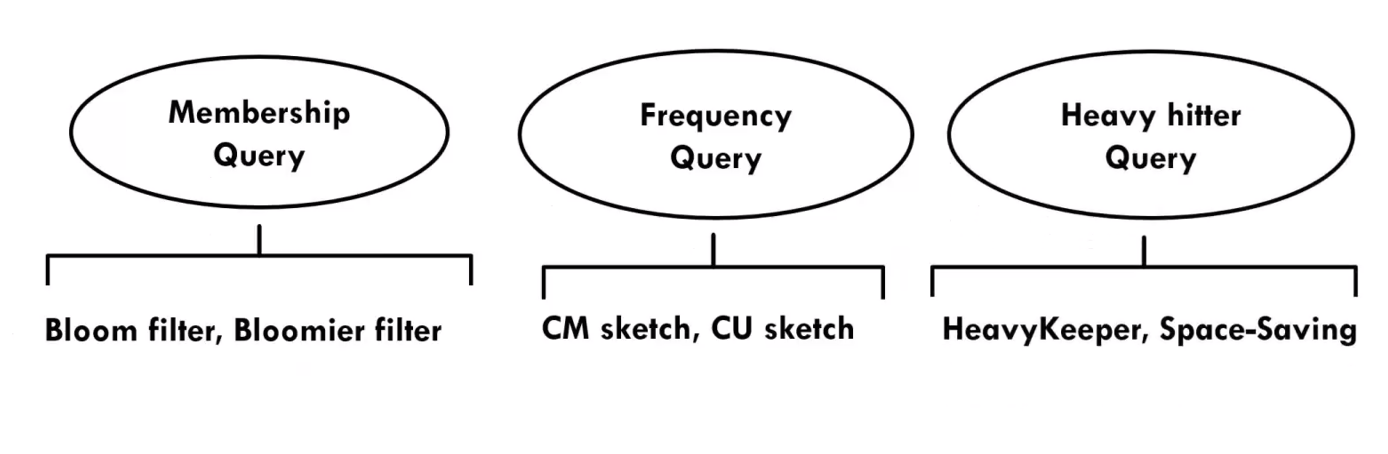 Membership
Query
Frequency
Query
Heavy hitter
Query
Bloom filter, Bloomier filter
CM sketch, CU sketch
HeavyKeeper, Space-Saving